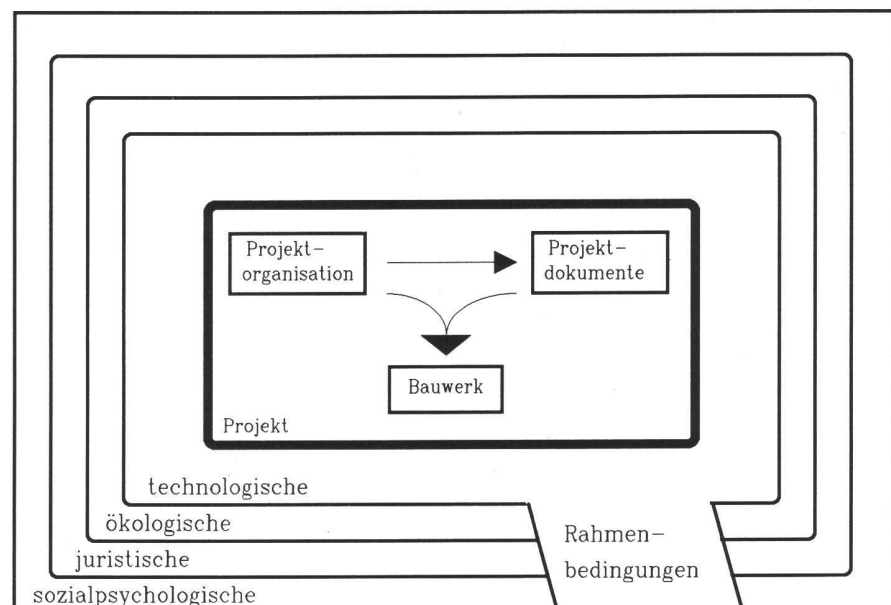 Projekt-
organisation
Projekt-
dokumente
Bauwerk
Projekt
technologische
ökologische
juristische
sozialpsychologische
Rahmen-
bedingungen